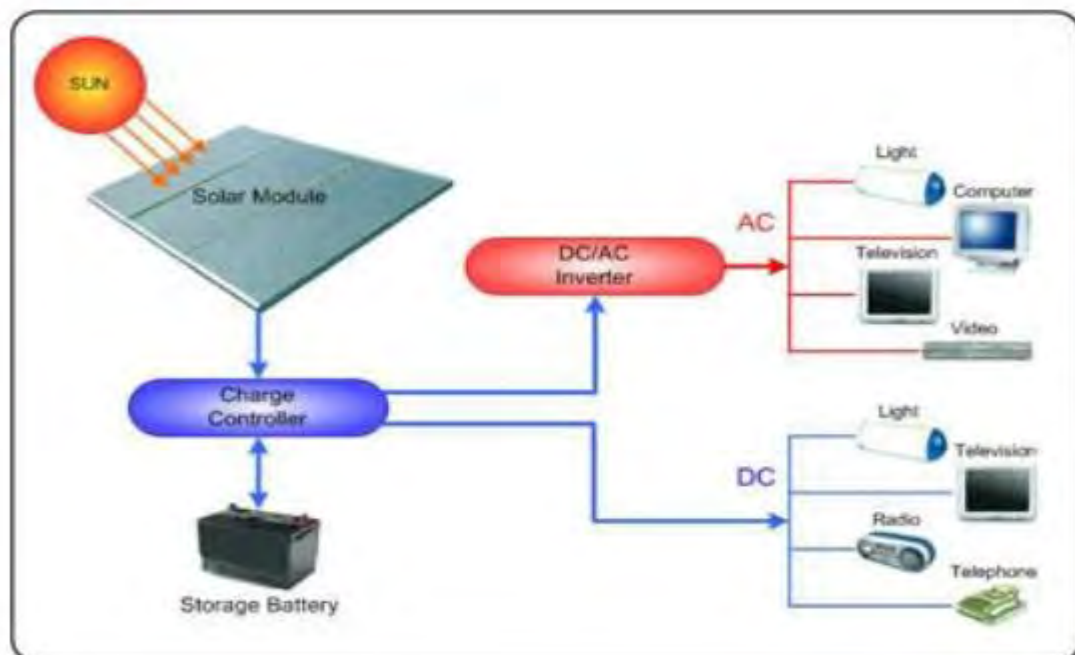 SUN
Solar Module
Charge
Controller
Storage Battery
DC/AC
Inverter
AC
Light
Computer
Television
Video
DC
Light
Television
Radio
Telephone